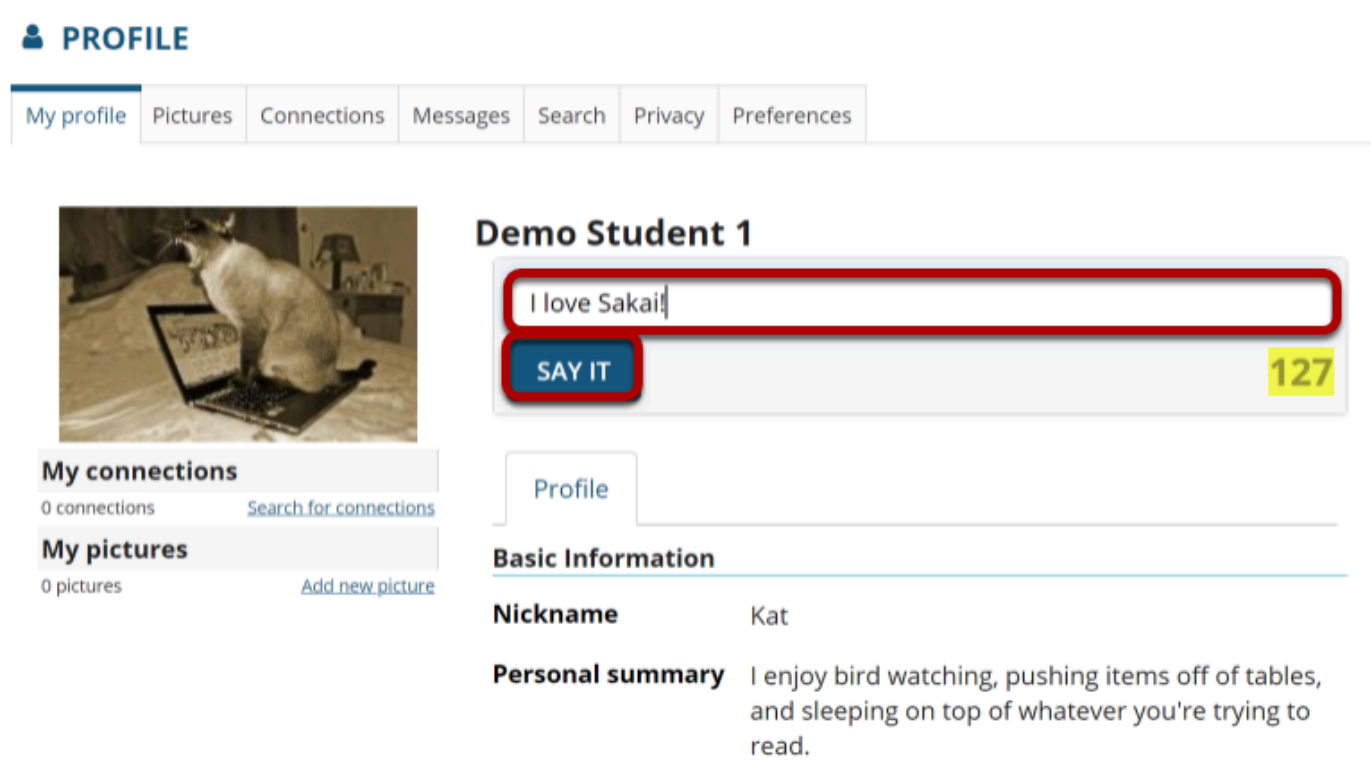 PROFILE
My profile Pictures Connections Messages Search Privacy Preferences
Demo Student 1
I love Sakai!
SAY IT
127
My connections
0 connections Search for connections
My pictures
0 pictures Add new picture
Profile
Basic Information
Nickname Kat
Personal summary I enjoy bird watching, pushing items off of tables,
and sleeping on top of whatever you're trying to
read.